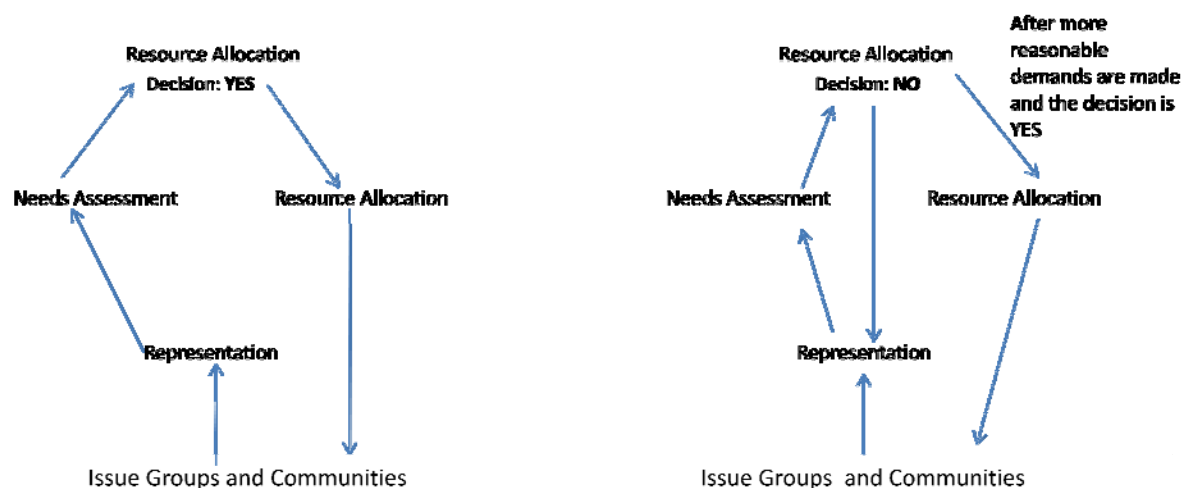 Resource Allocation
Decision: YES
Needs Assessment
Resource Allocation
Representation
Issue Groups and Communities
Resource Allocation
Decision: NO
After more
reasonable
demands are made
and the decision is
YES
Needs Assessment
Resource Allocation
Representation
Issue Groups  and Communities